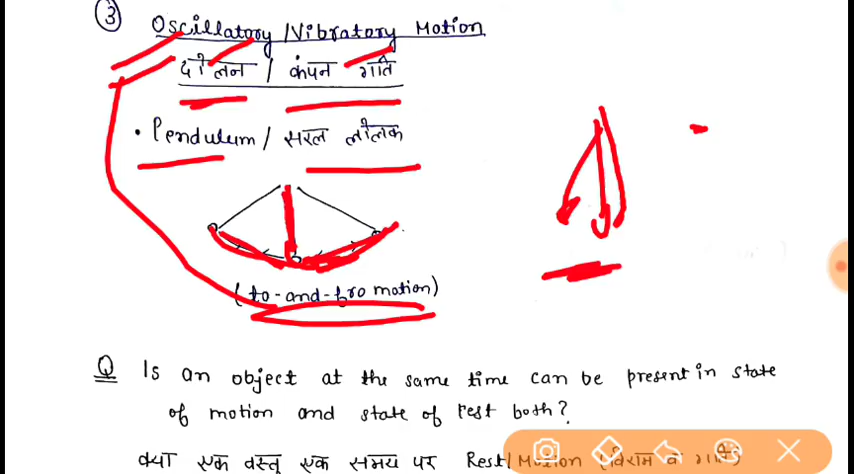 ③ Oscillatory / Vibratory Motion
दोलन / कंपन गति
• Pendulum / सरल लोलक
(to-and-fro motion)
Q Is an object at the same time can be present in state
of motion and state of rest both?
क्या एक वस्तु एक समय पर Rest/Motion (विराम व गति